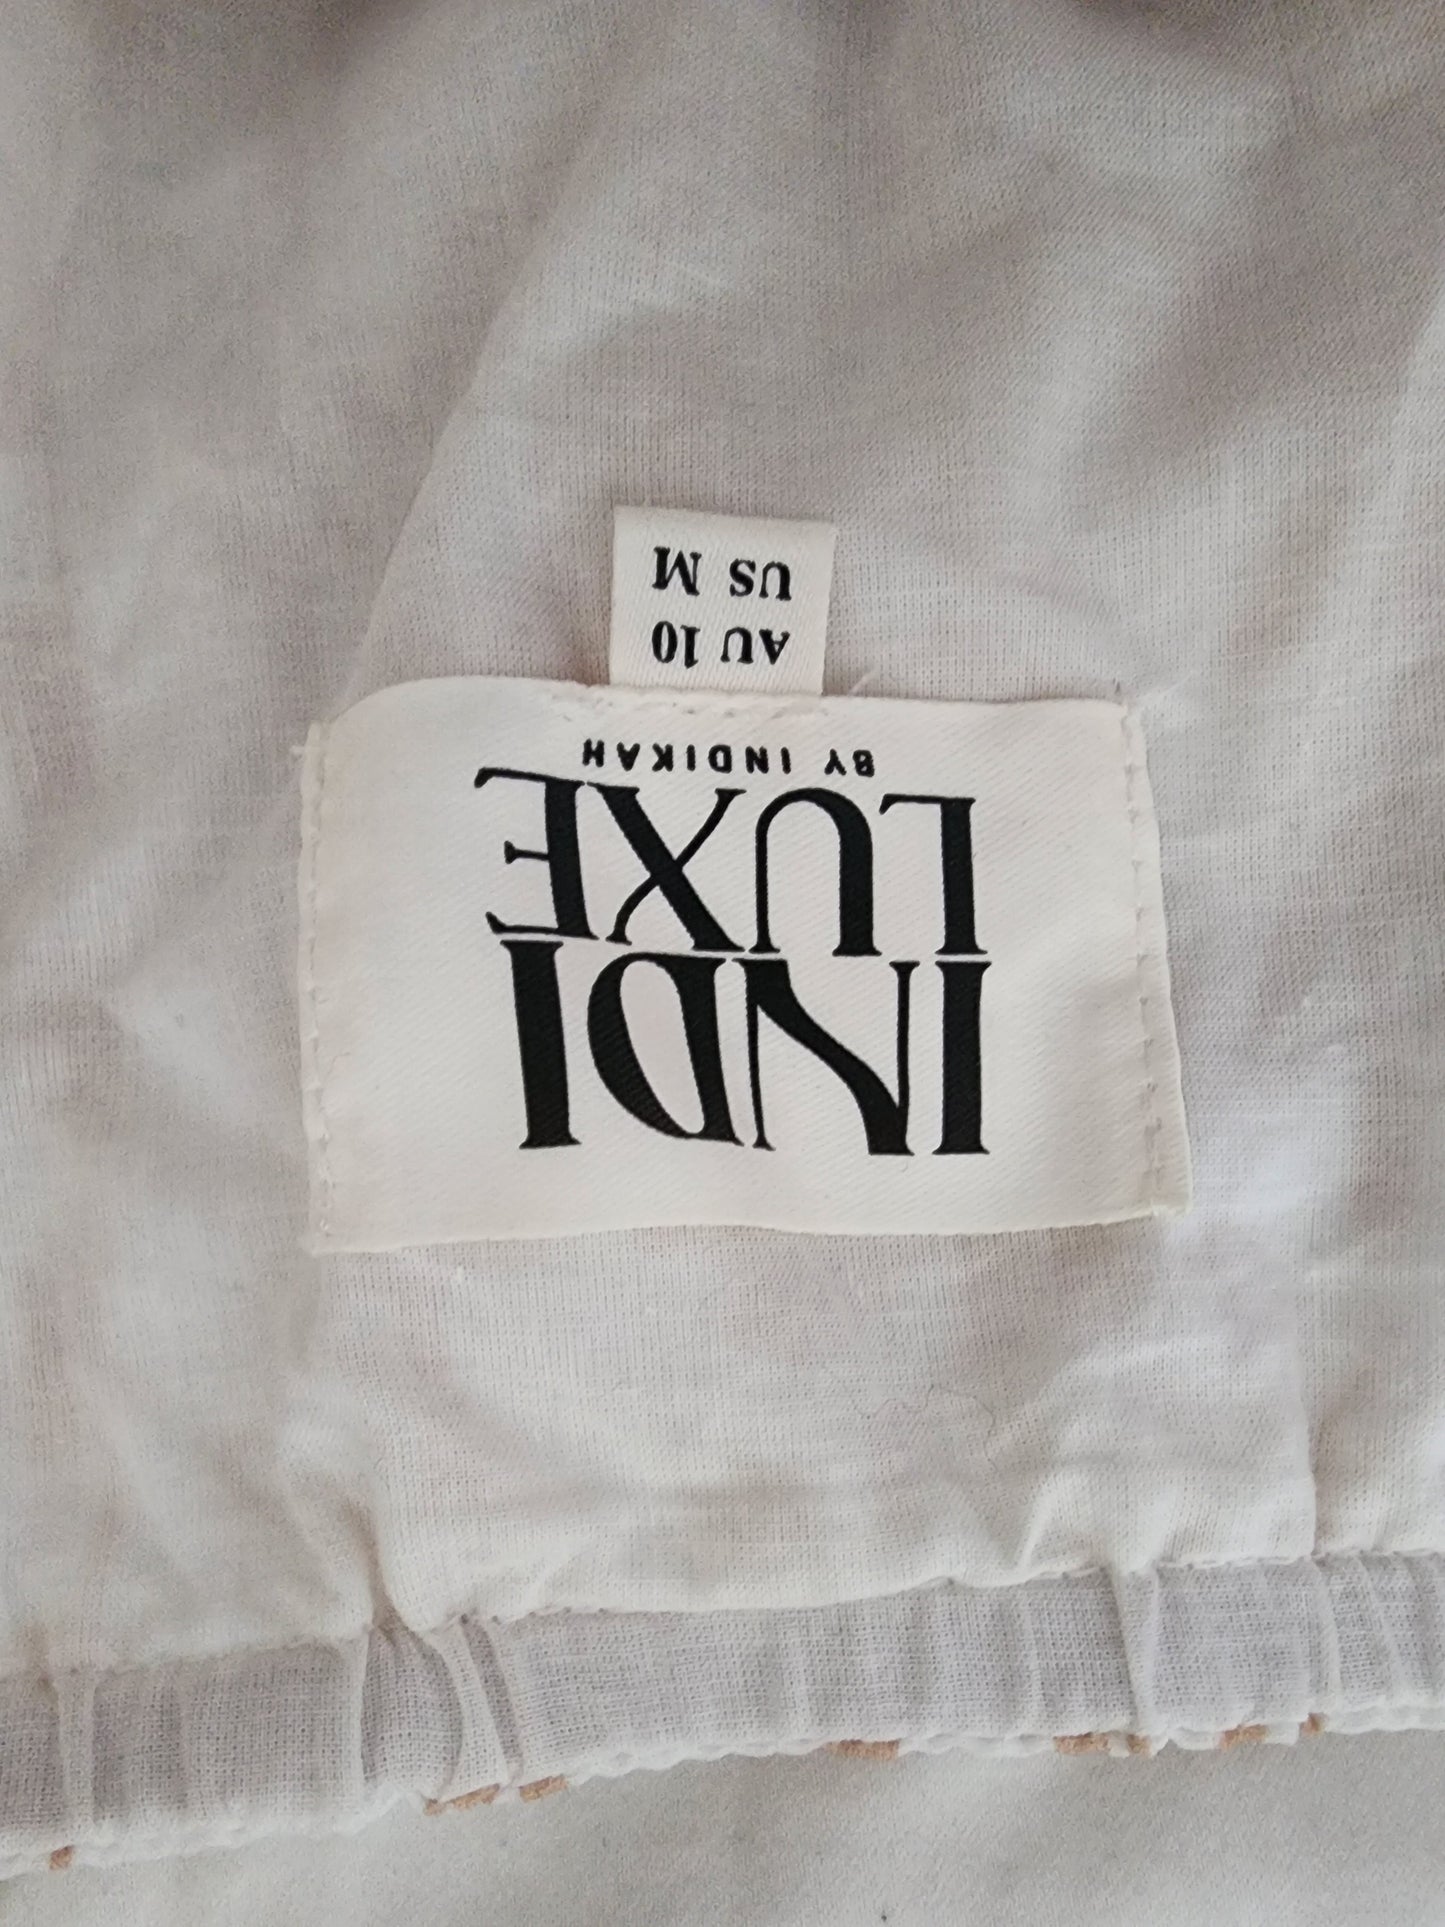 INDI
LUXE
BY INDIKAH
AU 10
US M